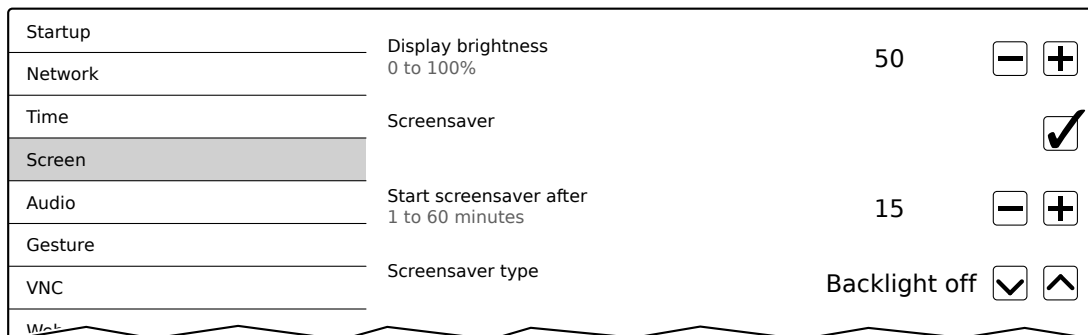 Startup
Network
Time
Screen
Audio
Gesture
VNC
Display brightness
0 to 100%
50
Screensaver
Start screensaver after
1 to 60 minutes
15
Screensaver type
Backlight off